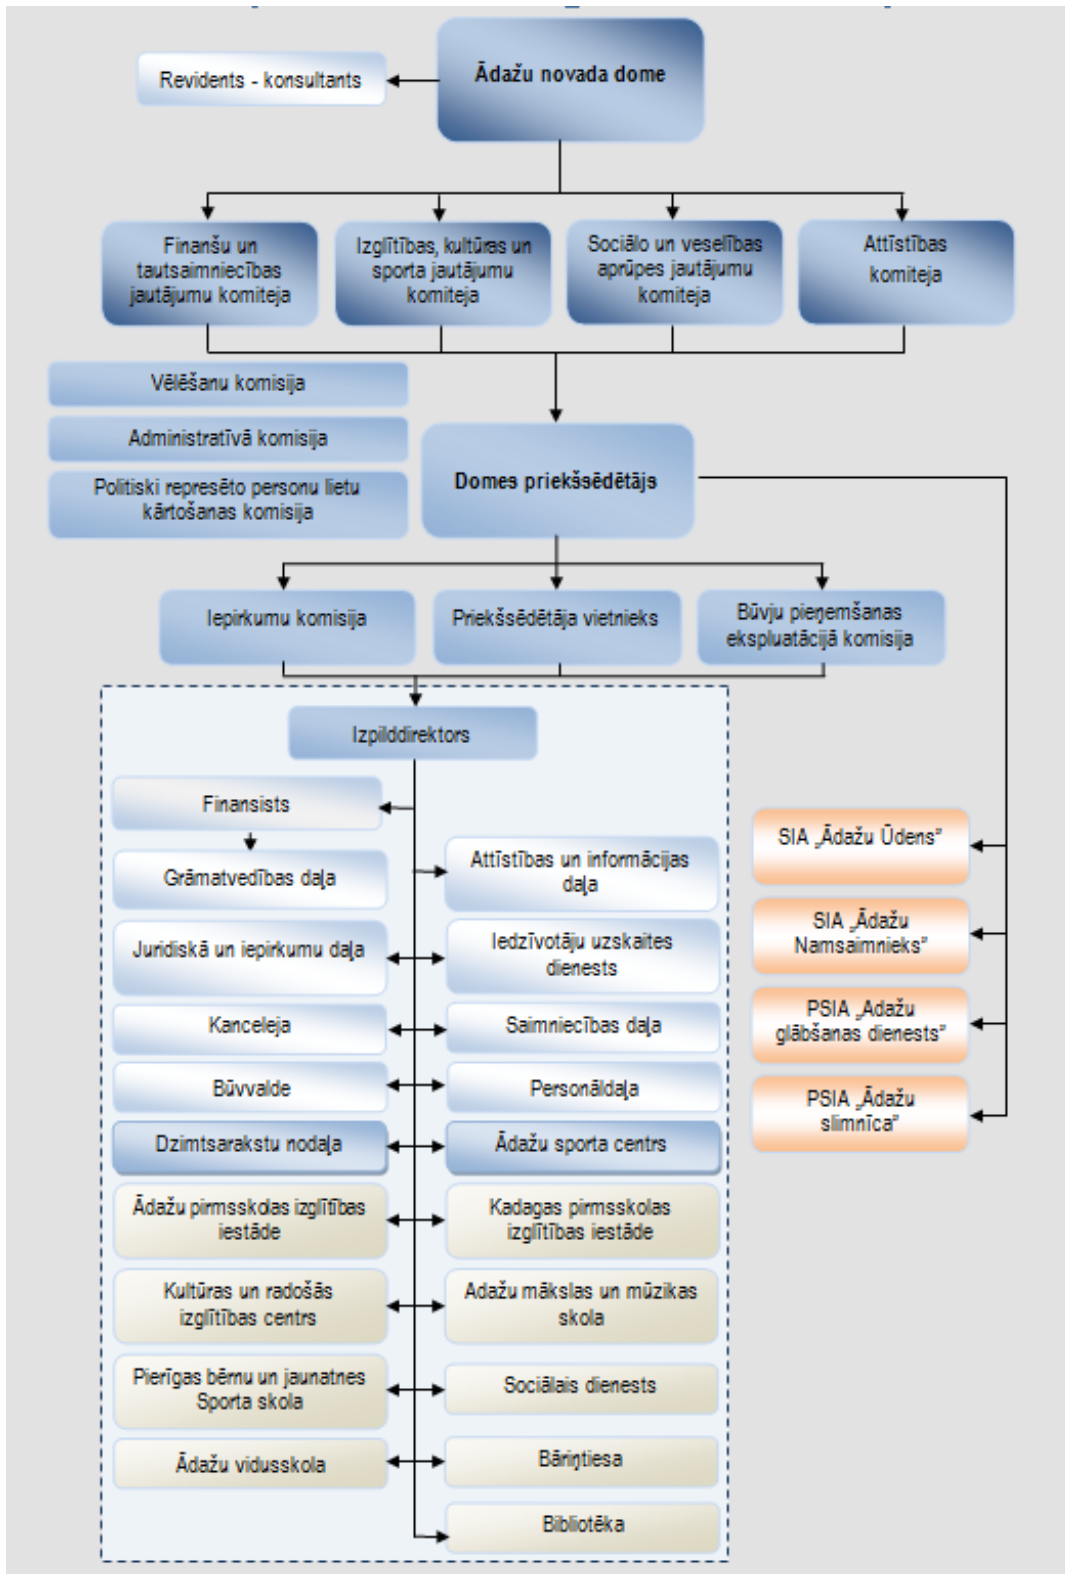 Ādažu novada dome
Revidents - konsultants
Finanšu un
tautsaimniecības
jautājumu komiteja
Izglītības, kultūras un
sporta jautājumu
komiteja
Sociālo un veselības
aprūpes jautājumu
komiteja
Attīstības
komiteja
Vēlēšanu komisija
Administratīvā komisija
Politiski represēto personu lietu
kārtošanas komisija
Domes priekšsēdētājs
Iepirkumu komisija
Priekšsēdētāja vietnieks
Būvju pieņemšanas
ekspluatācijā komisija
Izpilddirektors
Finansists
Grāmatvedības daļa
Attīstības un informācijas
daļa
Juridiskā un iepirkumu daļa
Iedzīvotāju uzskaites
dienests
Kanceleja
Saimniecības daļa
Būvvalde
Personāldaļa
Dzimtsarakstu nodaļa
Ādažu sporta centrs
Ādažu pirmsskolas izglītības
iestāde
Kadagas pirmsskolas
izglītības iestāde
Kultūras un radošās
izglītības centrs
Adažu mākslas un mūzikas
skola
Pierīgas bērnu un jaunatnes
Sporta skola
Sociālais dienests
Ādažu vidusskola
Bāriņtiesa
Bibliotēka
SIA „Ādažu Ūdens"
SIA „Ādažu
Namsaimnieks"
PSIA „Adažu
glābšanas dienests"
PSIA „Ādažu
slimnīca"